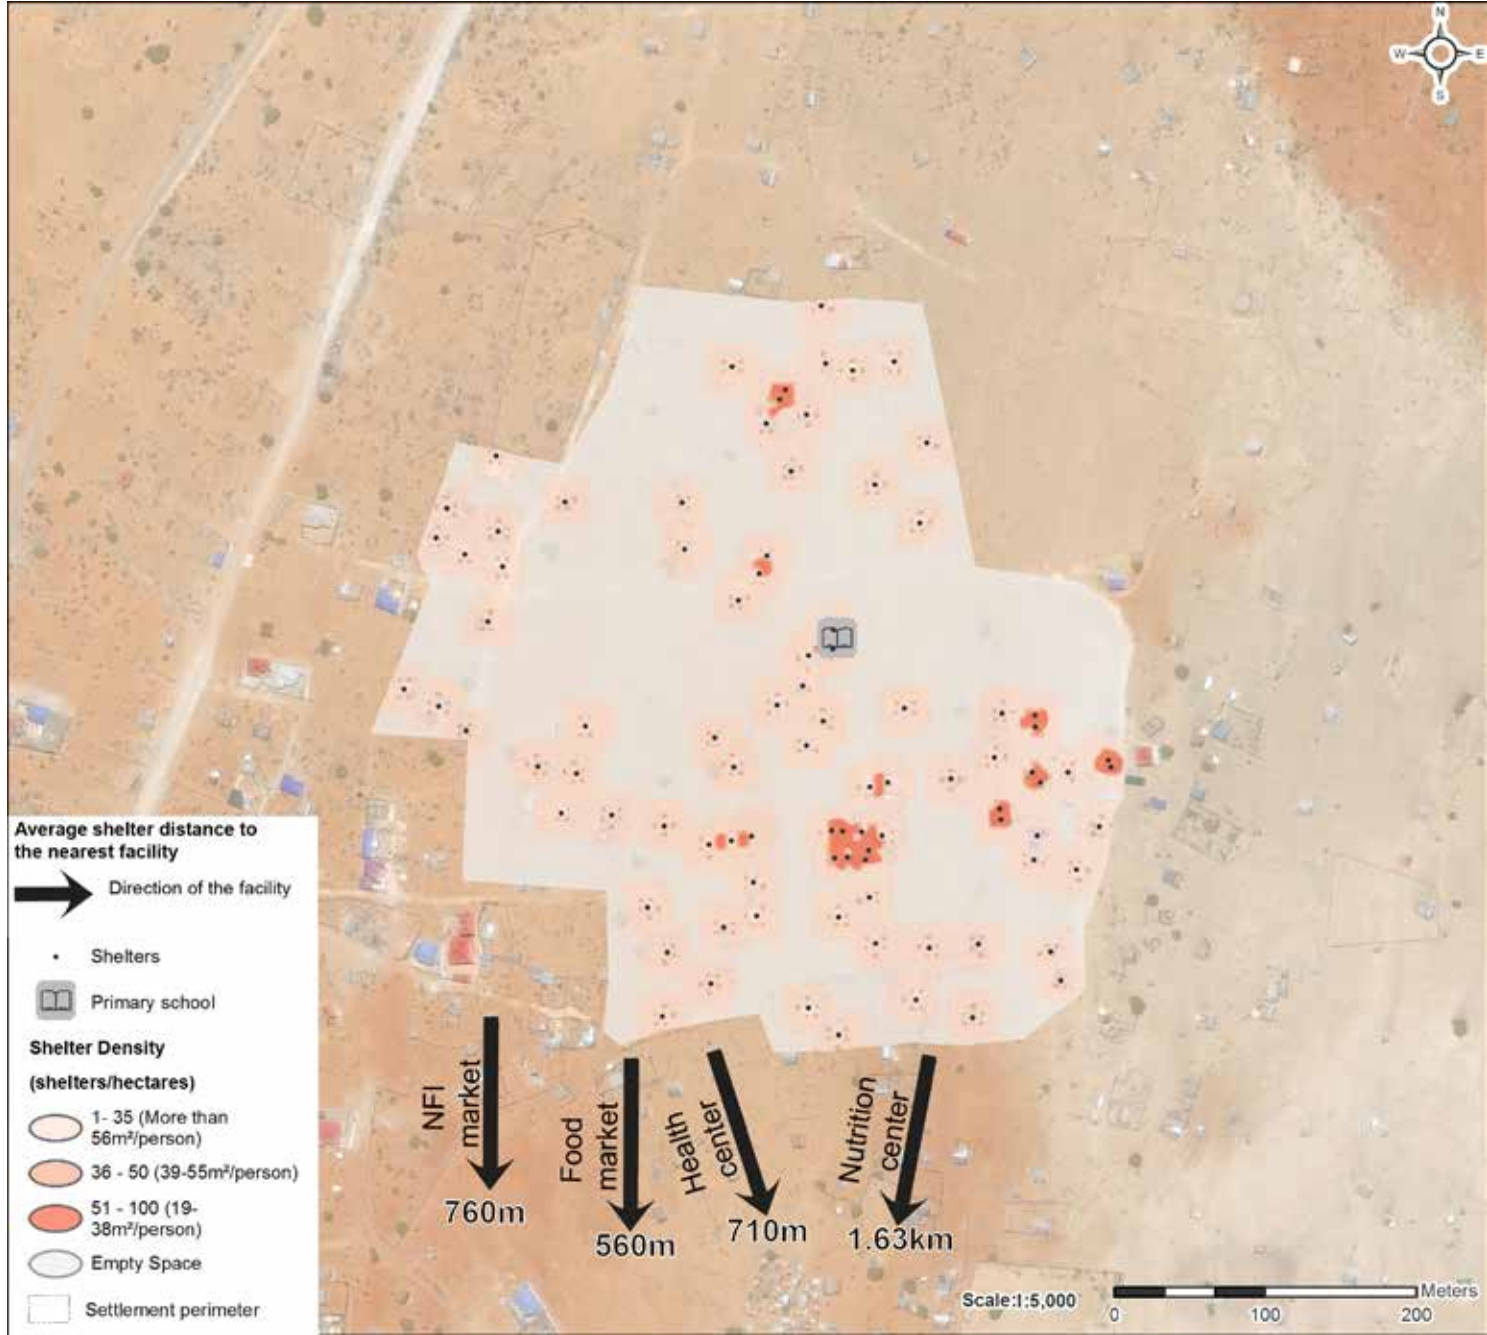 N
W
E
S
Average shelter distance to
the nearest facility
Direction of the facility
Shelters
Primary school
Shelter Density
(shelters/hectares)
1- 35 (More than
56m²/person)
36 - 50 (39-55m²/person)
51 - 100 (19-
38m²/person)
Empty Space
Settlement perimeter
NFI
market
760m
Food
market
560m
Health
center
710m
Nutrition
center
1.63km
Scale:1:5,000
Meters
0
100
200